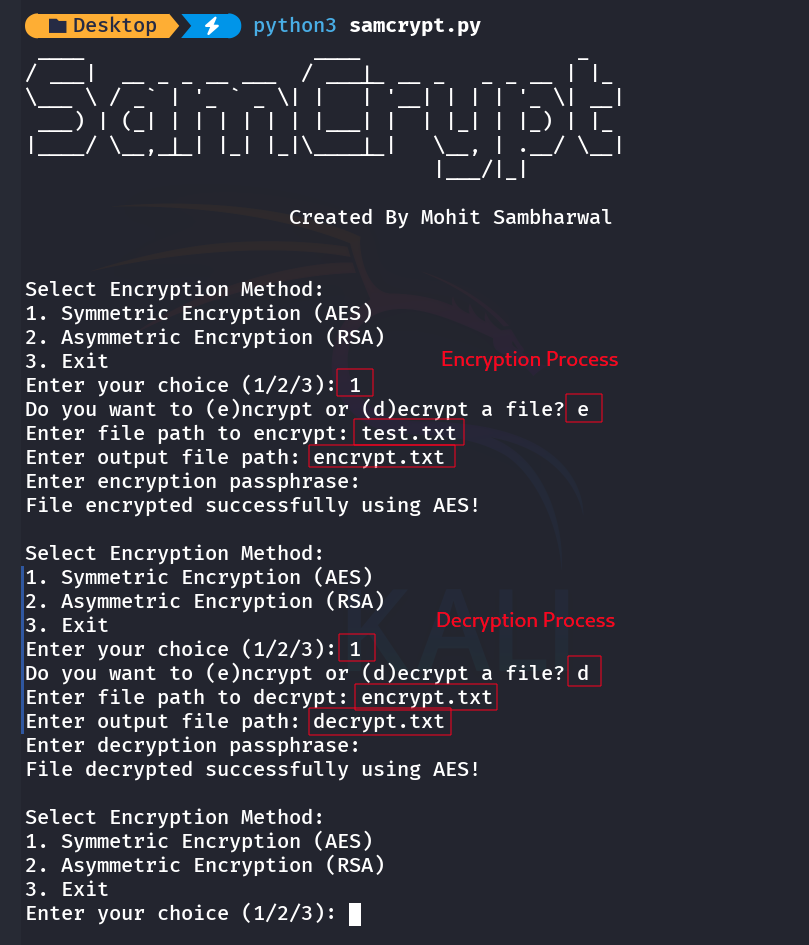 Desktop python3 samcrypt.py
SamCrypt
Created By Mohit Sambharwal
Select Encryption Method:
1. Symmetric Encryption (AES)
2. Asymmetric Encryption (RSA)
3. Exit
Encryption Process
Enter your choice (1/2/3): 1
Do you want to (e)ncrypt or (d)ecrypt a file? e
Enter file path to encrypt: test.txt
Enter output file path: encrypt.txt
Enter encryption passphrase:
File encrypted successfully using AES!
Select Encryption Method:
1. Symmetric Encryption (AES)
2. Asymmetric Encryption (RSA)
3. Exit
Decryption Process
Enter your choice (1/2/3): 1
Do you want to (e)ncrypt or (d)ecrypt a file? d
Enter file path to decrypt: encrypt.txt
Enter output file path: decrypt.txt
Enter decryption passphrase:
File decrypted successfully using AES!
Select Encryption Method:
1. Symmetric Encryption (AES)
2. Asymmetric Encryption (RSA)
3. Exit
Enter your choice (1/2/3):
KALI